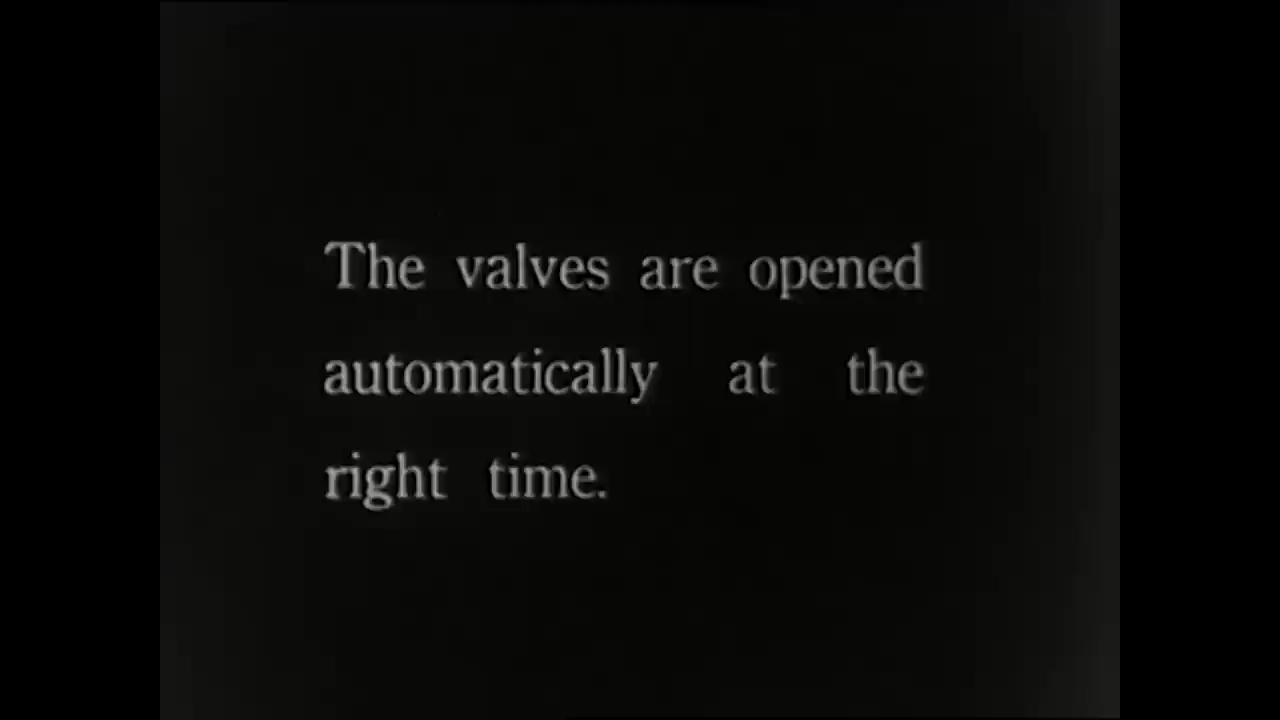 The valves are opened
automatically at the
right time.